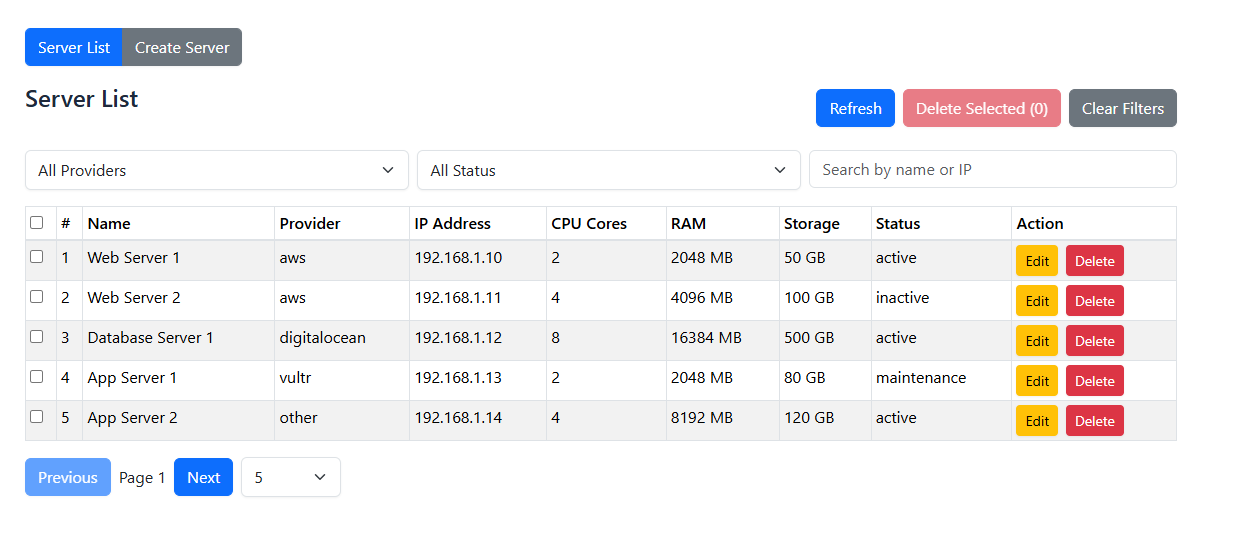 Server List Create Server
Server List
Refresh Delete Selected (0) Clear Filters
All Providers All Status Search by name or IP
# Name Provider IP Address CPU Cores RAM Storage Status Action
1 Web Server 1 aws 192.168.1.10 2 2048 MB 50 GB active Edit Delete
2 Web Server 2 aws 192.168.1.11 4 4096 MB 100 GB inactive Edit Delete
3 Database Server 1 digitalocean 192.168.1.12 8 16384 MB 500 GB active Edit Delete
4 App Server 1 vultr 192.168.1.13 2 2048 MB 80 GB maintenance Edit Delete
5 App Server 2 other 192.168.1.14 4 8192 MB 120 GB active Edit Delete
Previous Page 1 Next 5